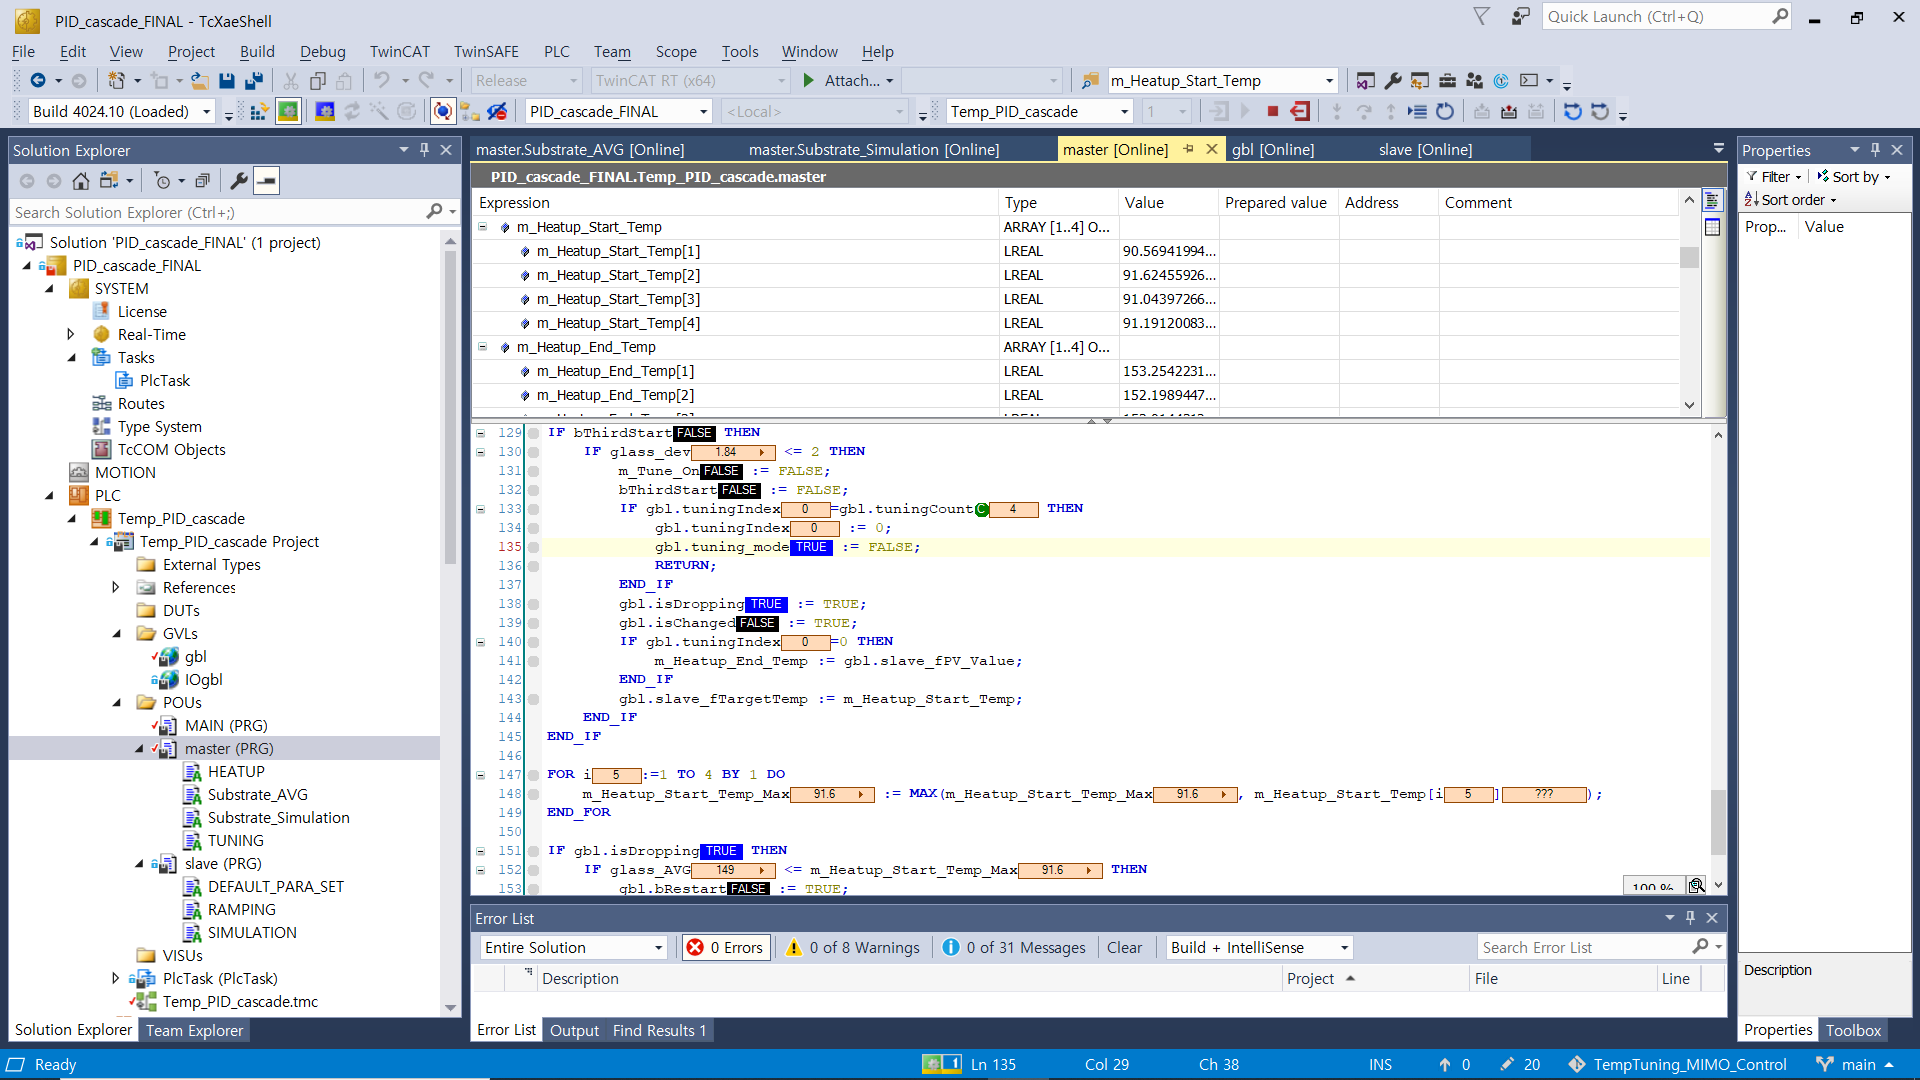 PID_cascade_FINAL - TcXaeShell
Quick Launch (Ctrl+Q)
File Edit View Project Build Debug TwinCAT TwinSAFE PLC Team Scope Tools Window Help
Release TwinCAT RT (x64) Attach... m_Heatup_Start_Temp
Build 4024.10 (Loaded) PID_cascade_FINAL <Local> Temp_PID_cascade 1
Solution Explorer
Search Solution Explorer (Ctrl+;)
Solution 'PID_cascade_FINAL' (1 project)
PID_cascade_FINAL
SYSTEM
License
Real-Time
Tasks
PlcTask
Routes
Type System
TcCOM Objects
MOTION
PLC
Temp_PID_cascade
Temp_PID_cascade Project
External Types
References
DUTs
GVLs
gbl
IOgbl
POUs
MAIN (PRG)
master (PRG)
HEATUP
Substrate_AVG
Substrate_Simulation
TUNING
slave (PRG)
DEFAULT_PARA_SET
RAMPING
SIMULATION
VISUs
PlcTask (PlcTask)
Temp_PID_cascade.tmc
Solution Explorer Team Explorer
master.Substrate_AVG [Online] master.Substrate_Simulation [Online] master [Online] gbl [Online] slave [Online]
PID_cascade_FINAL.Temp_PID_cascade.master
Expression Type Value Prepared value Address Comment
m_Heatup_Start_Temp ARRAY [1..4] O...
m_Heatup_Start_Temp[1] LREAL 90.56941994...
m_Heatup_Start_Temp[2] LREAL 91.62455926...
m_Heatup_Start_Temp[3] LREAL 91.04397266...
m_Heatup_Start_Temp[4] LREAL 91.19120083...
m_Heatup_End_Temp ARRAY [1..4] O...
m_Heatup_End_Temp[1] LREAL 153.2542231...
m_Heatup_End_Temp[2] LREAL 152.1989447...
129 IF bThirdStart FALSE THEN
130 IF glass_dev 1.84 <= 2 THEN
131 m_Tune_On FALSE := FALSE;
132 bThirdStart FALSE := FALSE;
133 IF gbl.tuningIndex 0 =gbl.tuningCount C 4 THEN
134 gbl.tuningIndex 0 := 0;
135 gbl.tuning_mode TRUE := FALSE;
136 RETURN;
137 END_IF
138 gbl.isDropping TRUE := TRUE;
139 gbl.isChanged FALSE := TRUE;
140 IF gbl.tuningIndex 0 =0 THEN
141 m_Heatup_End_Temp := gbl.slave_fPV_Value;
142 END_IF
143 gbl.slave_fTargetTemp := m_Heatup_Start_Temp;
144 END_IF
145 END_IF
146
147 FOR i 5 :=1 TO 4 BY 1 DO
148 m_Heatup_Start_Temp_Max 91.6 := MAX(m_Heatup_Start_Temp_Max 91.6 , m_Heatup_Start_Temp[i 5 ] ??? );
149 END_FOR
150
151 IF gbl.isDropping TRUE THEN
152 IF glass_AVG 149 <= m_Heatup_Start_Temp_Max 91.6 THEN
153 gbl.bRestart FALSE := TRUE;
100 %
Error List
Entire Solution 0 Errors 0 of 8 Warnings 0 of 31 Messages Clear Build + IntelliSense Search Error List
Description Project File Line
Error List Output Find Results 1
Properties
Filter Sort by
Sort order
Prop... Value
Description
Properties Toolbox
Ready 1 Ln 135 Col 29 Ch 38 INS 0 20 TempTuning_MIMO_Control main